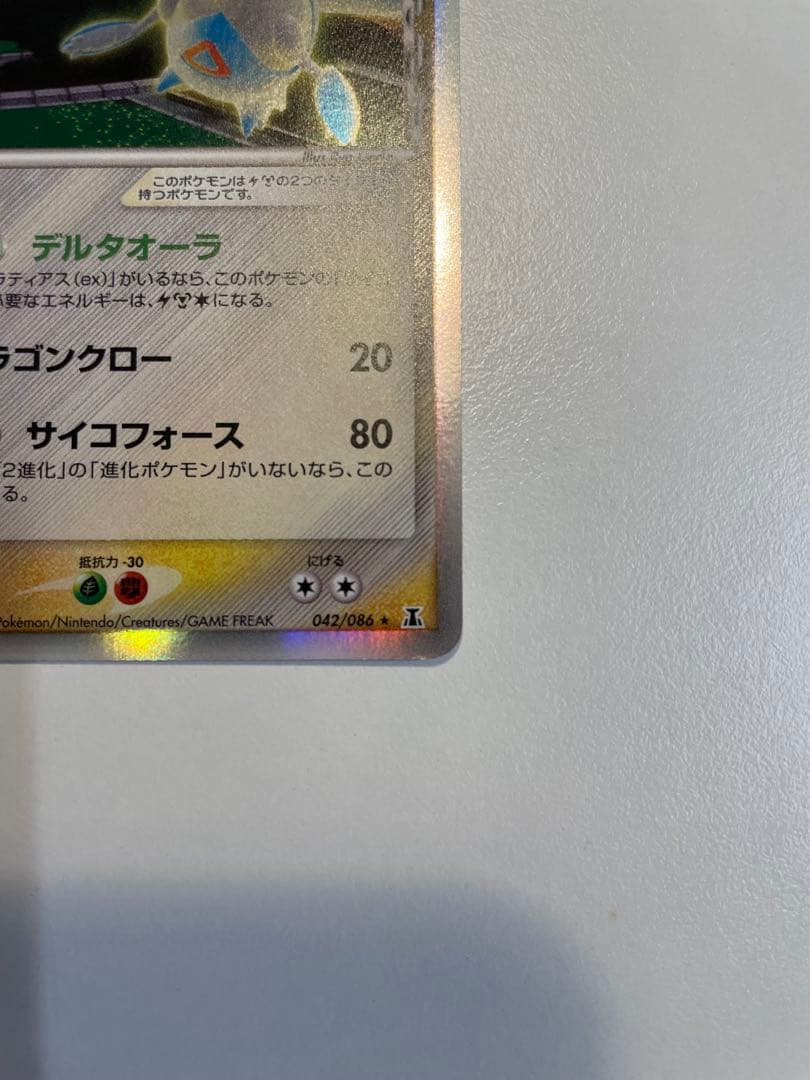 Illus.
このポケモンは の2つの
持つポケモンです。
デルタオーラ
ラティアス(ex)」がいるなら、このポケモンの
必要なエネルギーは、 になる。
ラゴンクロー 20
サイコフォース 80
「2進化」の「進化ポケモン」がいないなら、この
る。
抵抗力 -30 にげる
Pokémon/Nintendo/Creatures/GAME FREAK 042/086 ★